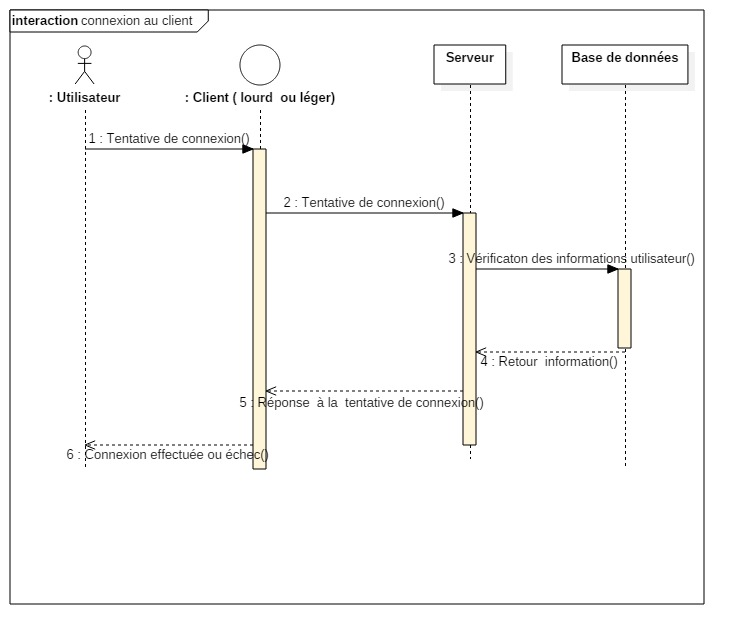 interaction connexion au client
Serveur
Base de données
: Utilisateur
: Client ( lourd  ou léger)
1 : Tentative de connexion()
2 : Tentative de connexion()
3 : Vérificaton des informations utilisateur()
4 : Retour  information()
5 : Réponse  à la  tentative de connexion()
6 : Connexion effectuée ou échec()